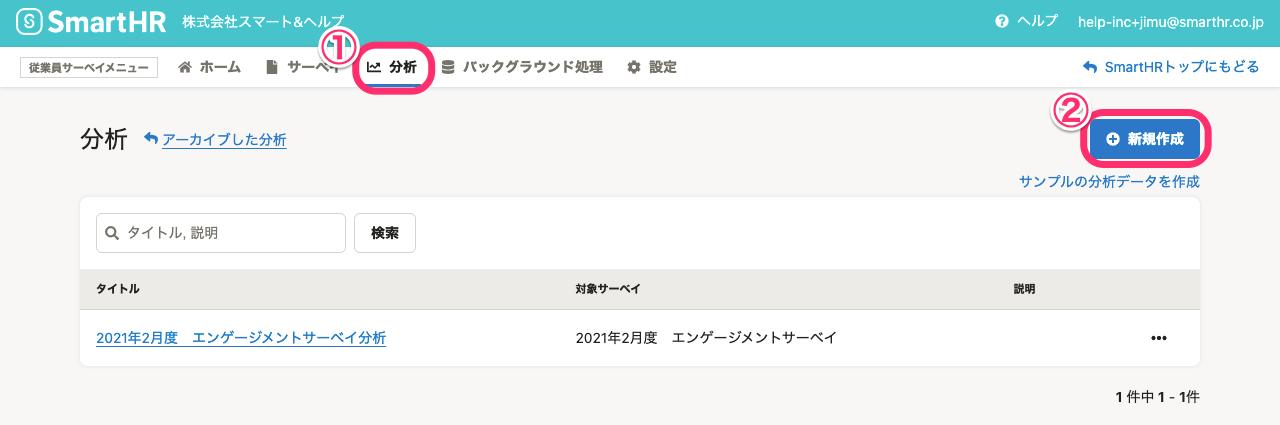 SmartHR 株式会社スマート&ヘルプ ヘルプ help-inc+jimu@smarthr.co.jp
従業員サーベイメニュー ホーム サーベイ ① 分析 バックグラウンド処理 設定 SmartHRトップにもどる
分析 アーカイブした分析 ② 新規作成
サンプルの分析データを作成
タイトル, 説明 検索
タイトル 対象サーベイ 説明
2021年2月度　エンゲージメントサーベイ分析 2021年2月度　エンゲージメントサーベイ •••
1 件中 1 - 1件